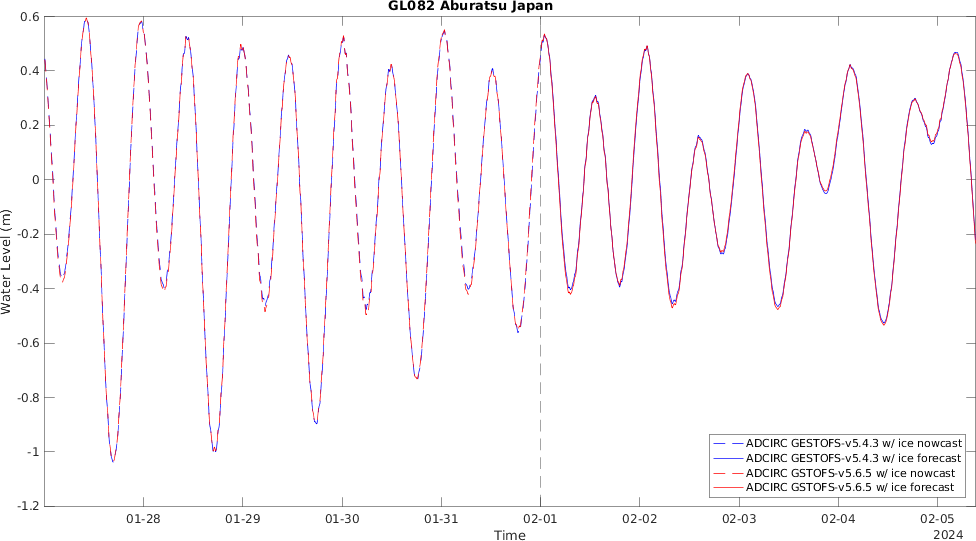 GL082 Aburatsu Japan
Water Level (m)
0.6
0.4
0.2
0
-0.2
-0.4
-0.6
-0.8
-1
-1.2
ADCIRC GESTOFS-v5.4.3 w/ ice nowcast
ADCIRC GESTOFS-v5.4.3 w/ ice forecast
ADCIRC GSTOFS-v5.6.5 w/ ice nowcast
ADCIRC GSTOFS-v5.6.5 w/ ice forecast
01-28 01-29 01-30 01-31 02-01 02-02 02-03 02-04 02-05
Time 2024